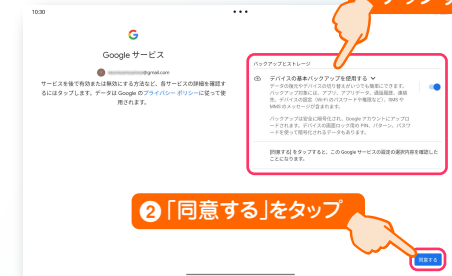 10:30
Google サービス
@gmail.com
サービスを後で有効または無効にする方法など、各サービスの詳細を確認す
るにはタップします。データは Google のプライバシー ポリシーに従って使
用されます。
バックアップとストレージ
デバイスの基本バックアップを使用する
データの復元やデバイスの切り替えがいつでも簡単にできます。
バックアップ対象には、アプリ、アプリデータ、通話履歴、連絡
先、デバイスの設定（Wi-Fi のパスワードや権限など）、SMS や
MMS のメッセージが含まれます。
バックアップは安全に暗号化され、Google アカウントにアップロ
ードされます。デバイスの画面ロック用の PIN、パターン、パスワ
ードを使って暗号化されるデータもあります。
[同意する] をタップすると、この Google サービスの設定の選択内容を確認した
ことになります。
❷「同意する」をタップ
同意する